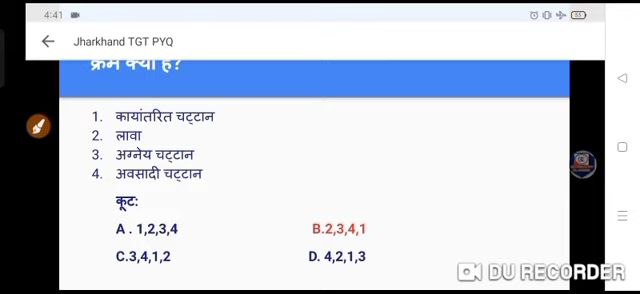 4:41
53
Jharkhand TGT PYQ
क्रम क्या है?
1. कायांतरित चट्टान
2. लावा
3. अग्नेय चट्टान
4. अवसादी चट्टान
कूट:
A . 1,2,3,4 B.2,3,4,1
C.3,4,1,2 D. 4,2,1,3
DU RECORDER